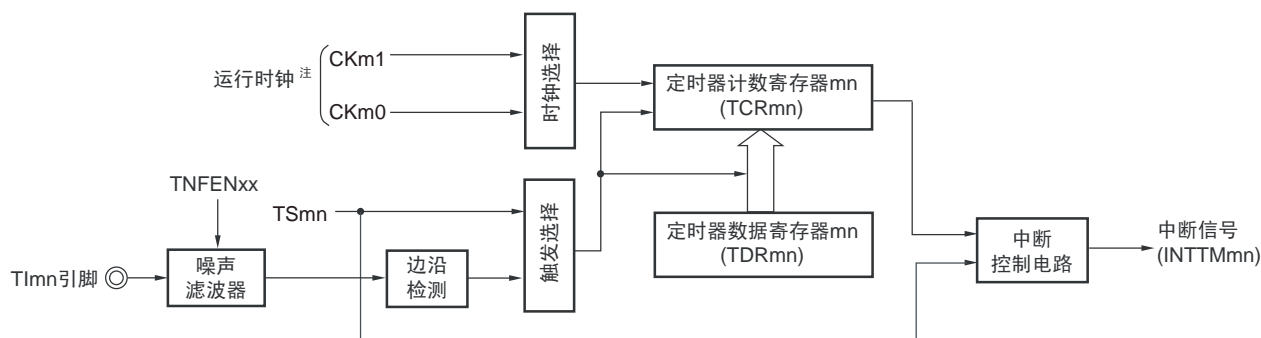 运行时钟 注
CKm1
CKm0
时钟选择
定时器计数寄存器mn
(TCRmn)
TNFENxx
TSmn
触发选择
定时器数据寄存器mn
(TDRmn)
TImn引脚
噪声
滤波器
边沿
检测
中断
控制电路
中断信号
(INTTMmn)